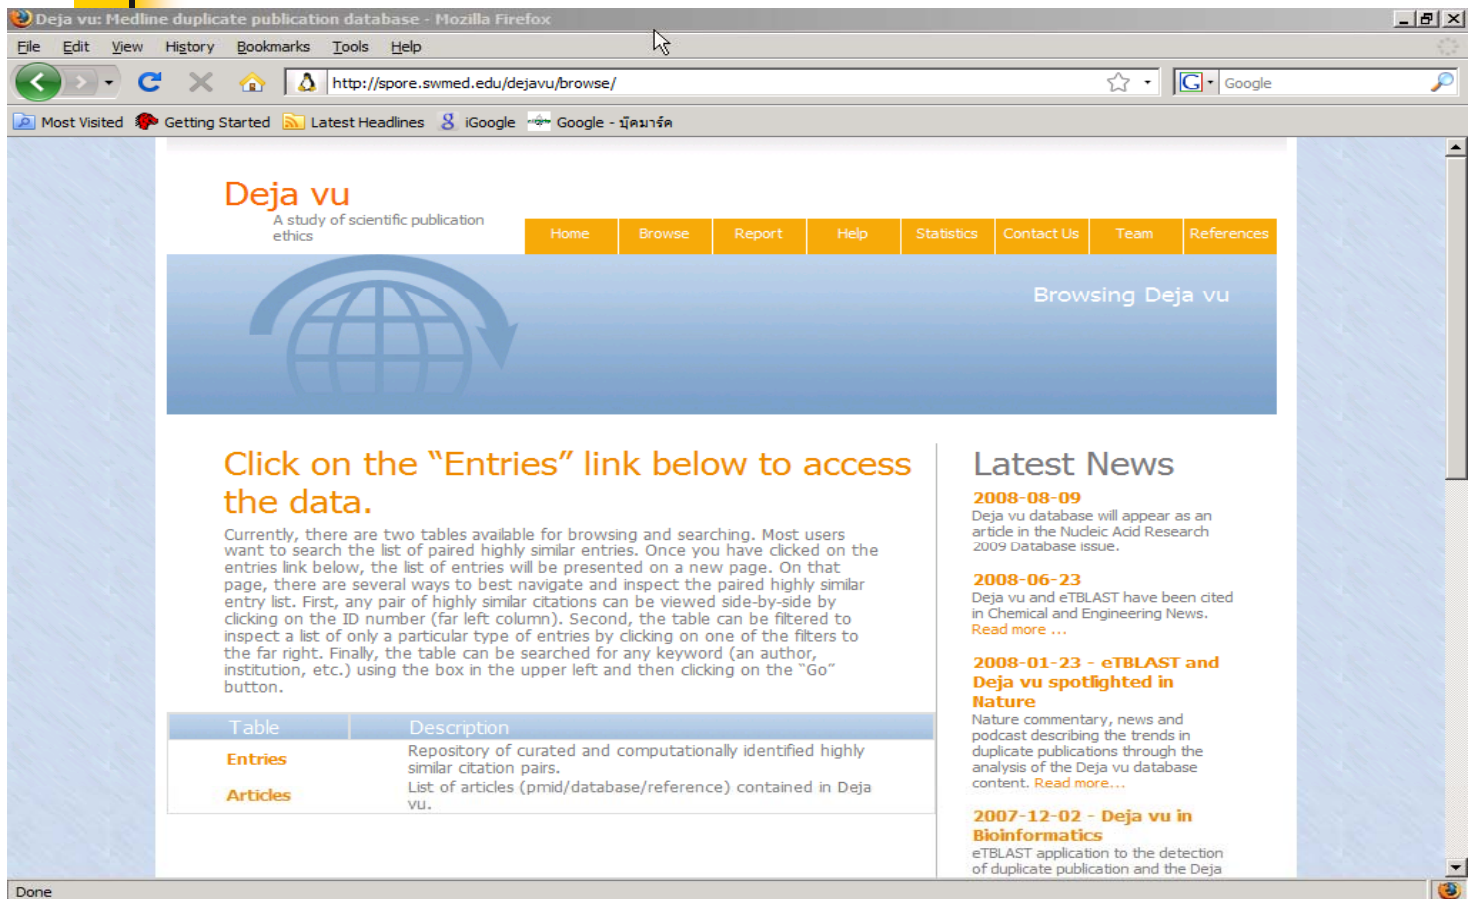 Deja vu: Medline duplicate publication database - Mozilla Firefox
File Edit View History Bookmarks Tools Help
http://spore.swmed.edu/dejavu/browse/
G Google
Most Visited Getting Started Latest Headlines iGoogle Google - บุ๊คมาร์ค
Deja vu
A study of scientific publication
ethics
Home Browse Report Help Statistics Contact Us Team References
Browsing Deja vu
Click on the “Entries” link below to access
the data.
Currently, there are two tables available for browsing and searching. Most users
want to search the list of paired highly similar entries. Once you have clicked on the
entries link below, the list of entries will be presented on a new page. On that
page, there are several ways to best navigate and inspect the paired highly similar
entry list. First, any pair of highly similar citations can be viewed side-by-side by
clicking on the ID number (far left column). Second, the table can be filtered to
inspect a list of only a particular type of entries by clicking on one of the filters to
the far right. Finally, the table can be searched for any keyword (an author,
institution, etc.) using the box in the upper left and then clicking on the “Go”
button.
Table Description
Entries
Repository of curated and computationally identified highly
similar citation pairs.
Articles
List of articles (pmid/database/reference) contained in Deja
vu.
Latest News
2008-08-09
Deja vu database will appear as an
article in the Nucleic Acid Research
2009 Database issue.
2008-06-23
Deja vu and eTBLAST have been cited
in Chemical and Engineering News.
Read more ...
2008-01-23 - eTBLAST and
Deja vu spotlighted in
Nature
Nature commentary, news and
podcast describing the trends in
duplicate publications through the
analysis of the Deja vu database
content. Read more...
2007-12-02 - Deja vu in
Bioinformatics
eTBLAST application to the detection
of duplicate publication and the Deja
Done